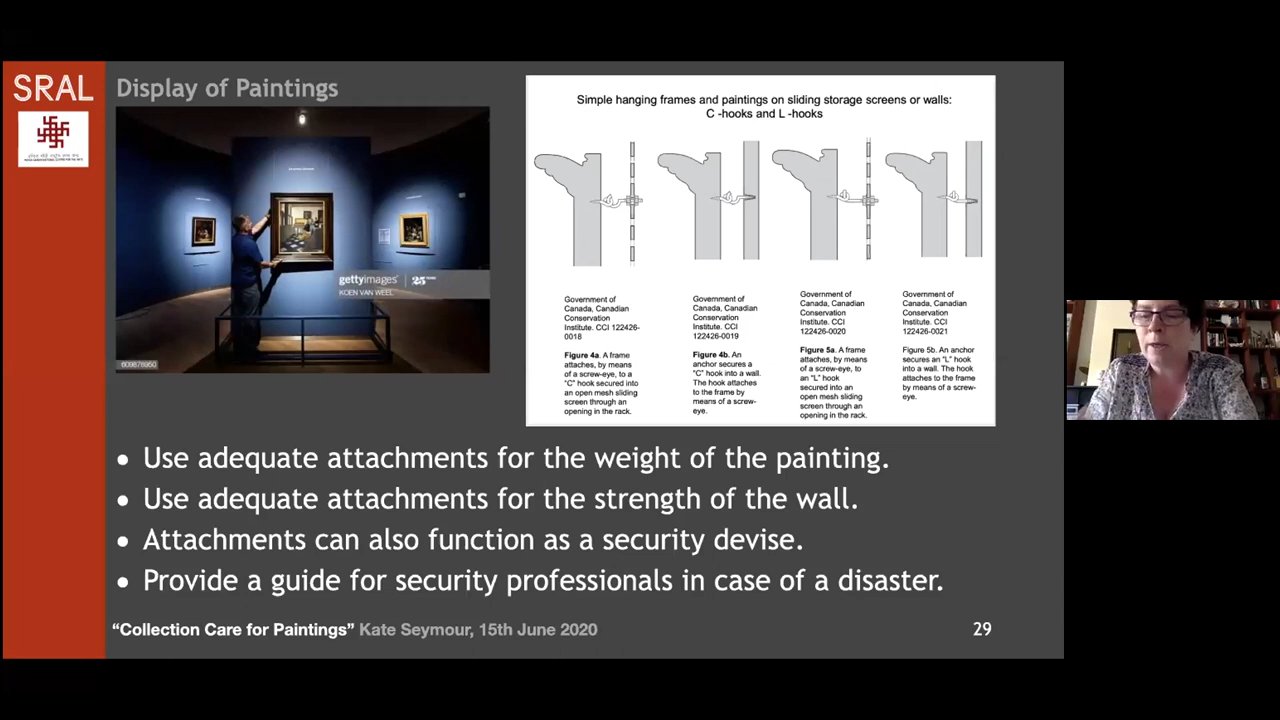 SRAL
Display of Paintings
gettyimages®
25
KOEN VAN WEEL
609878950
Simple hanging frames and paintings on sliding storage screens or walls:
C -hooks and L -hooks
Government of
Canada, Canadian
Conservation
Institute. CCI 122426-
0018
Figure 4a. A frame
attaches, by means
of a screw-eye, to a
"C" hook secured into
an open mesh sliding
screen through an
opening in the rack.
Government of
Canada, Canadian
Conservation
Institute. CCI
122426-0019
Figure 4b. An
anchor secures a
"C" hook into a wall.
The hook attaches
to the frame by
means of a screw-
eye.
Government of
Canada, Canadian
Conservation
Institute. CCI
122426-0020
Figure 5a. A frame
attaches, by means
of a screw-eye, to
an "L" hook
secured into an
open mesh sliding
screen through an
opening in the rack.
Government of
Canada, Canadian
Conservation
Institute. CCI
122426-0021
Figure 5b. An anchor
secures an "L" hook
into a wall. The hook
attaches to the frame
by means of a screw-
eye.
• Use adequate attachments for the weight of the painting.
• Use adequate attachments for the strength of the wall.
• Attachments can also function as a security devise.
• Provide a guide for security professionals in case of a disaster.
"Collection Care for Paintings" Kate Seymour, 15th June 2020
29